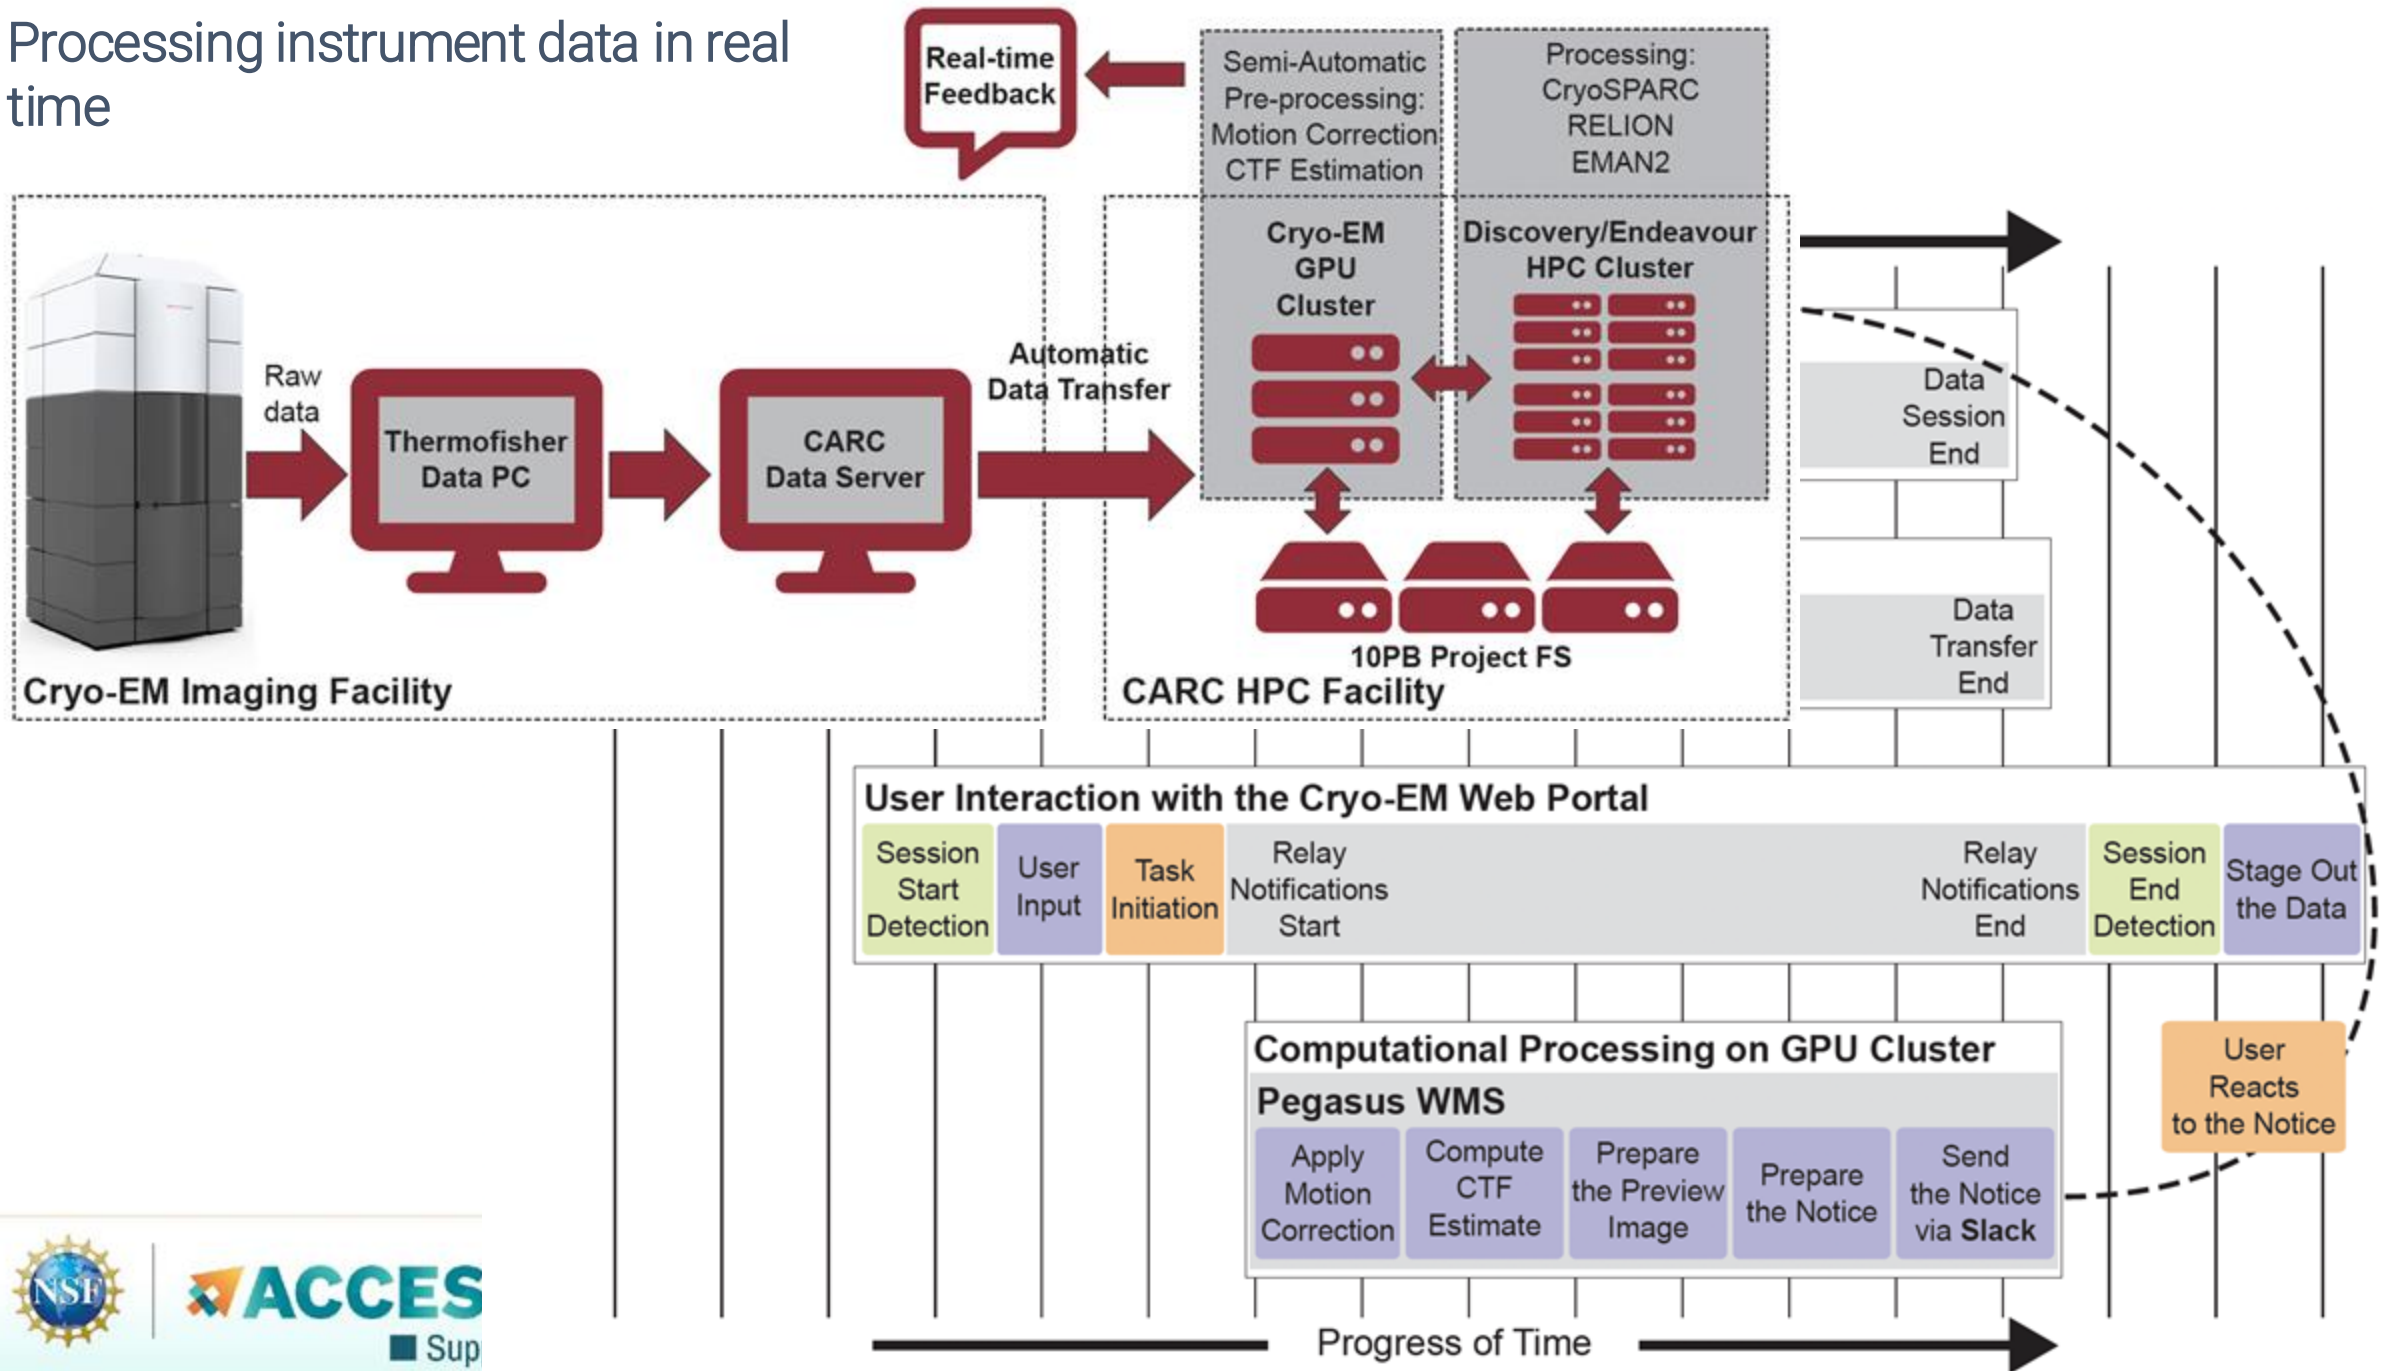 Processing instrument data in real
time
Real-time
Feedback
Semi-Automatic
Pre-processing:
Motion Correction
CTF Estimation
Processing:
CryoSPARC
RELION
EMAN2
Cryo-EM
GPU
Cluster
Discovery/Endeavour
HPC Cluster
Raw
data
Thermofisher
Data PC
CARC
Data Server
Automatic
Data Transfer
10PB Project FS
Cryo-EM Imaging Facility
CARC HPC Facility
Data
Session
End
Data
Transfer
End
User Interaction with the Cryo-EM Web Portal
Session
Start
Detection
User
Input
Task
Initiation
Relay
Notifications
Start
Relay
Notifications
End
Session
End
Detection
Stage Out
the Data
Computational Processing on GPU Cluster
Pegasus WMS
Apply
Motion
Correction
Compute
CTF
Estimate
Prepare
the Preview
Image
Prepare
the Notice
Send
the Notice
via Slack
User
Reacts
to the Notice
Progress of Time
NSF
ACCES
Sup